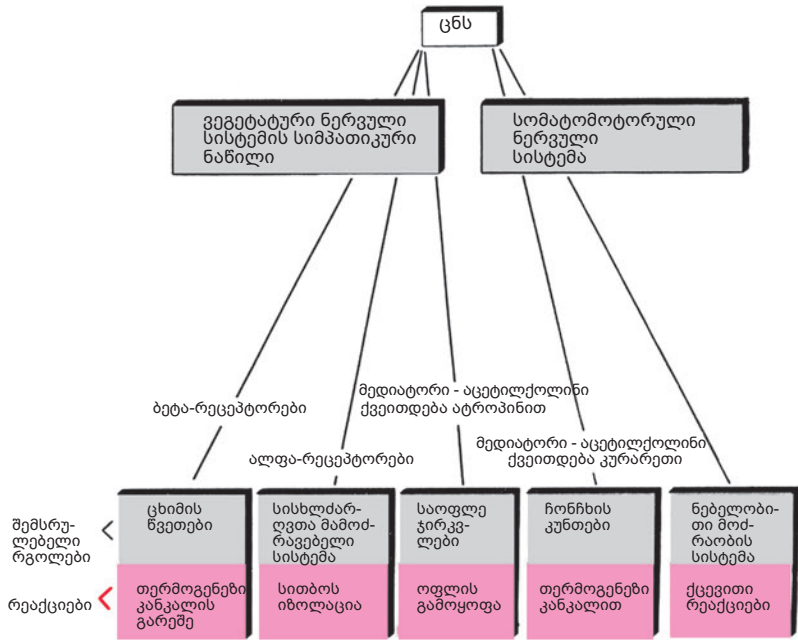 ცნს
ვეგეტატური ნერვული
სისტემის სიმპათიკური
ნაწილი
სომატომოტორული
ნერვული
სისტემა
ბეტა-რეცეპტორები
ალფა-რეცეპტორები
მედიატორი - აცეტილქოლინი
ქვეითდება ატროპინით
მედიატორი - აცეტილქოლინი
ქვეითდება კურარეთი
შემსრუ-
ლებელი
რგოლები
ცხიმის
წვეთები
სისხლძარ-
ღვთა მამოძ-
რავებელი
სისტემა
საოფლე
ჯირკვ-
ლები
ჩონჩხის
კუნთები
ნებელობი-
თი მოძ-
რაობის
სისტემა
რეაქციები
თერმოგენეზი
კანკალის
გარეშე
სითბოს
იზოლაცია
ოფლის
გამოყოფა
თერმოგენეზი
კანკალით
ქცევითი
რეაქციები